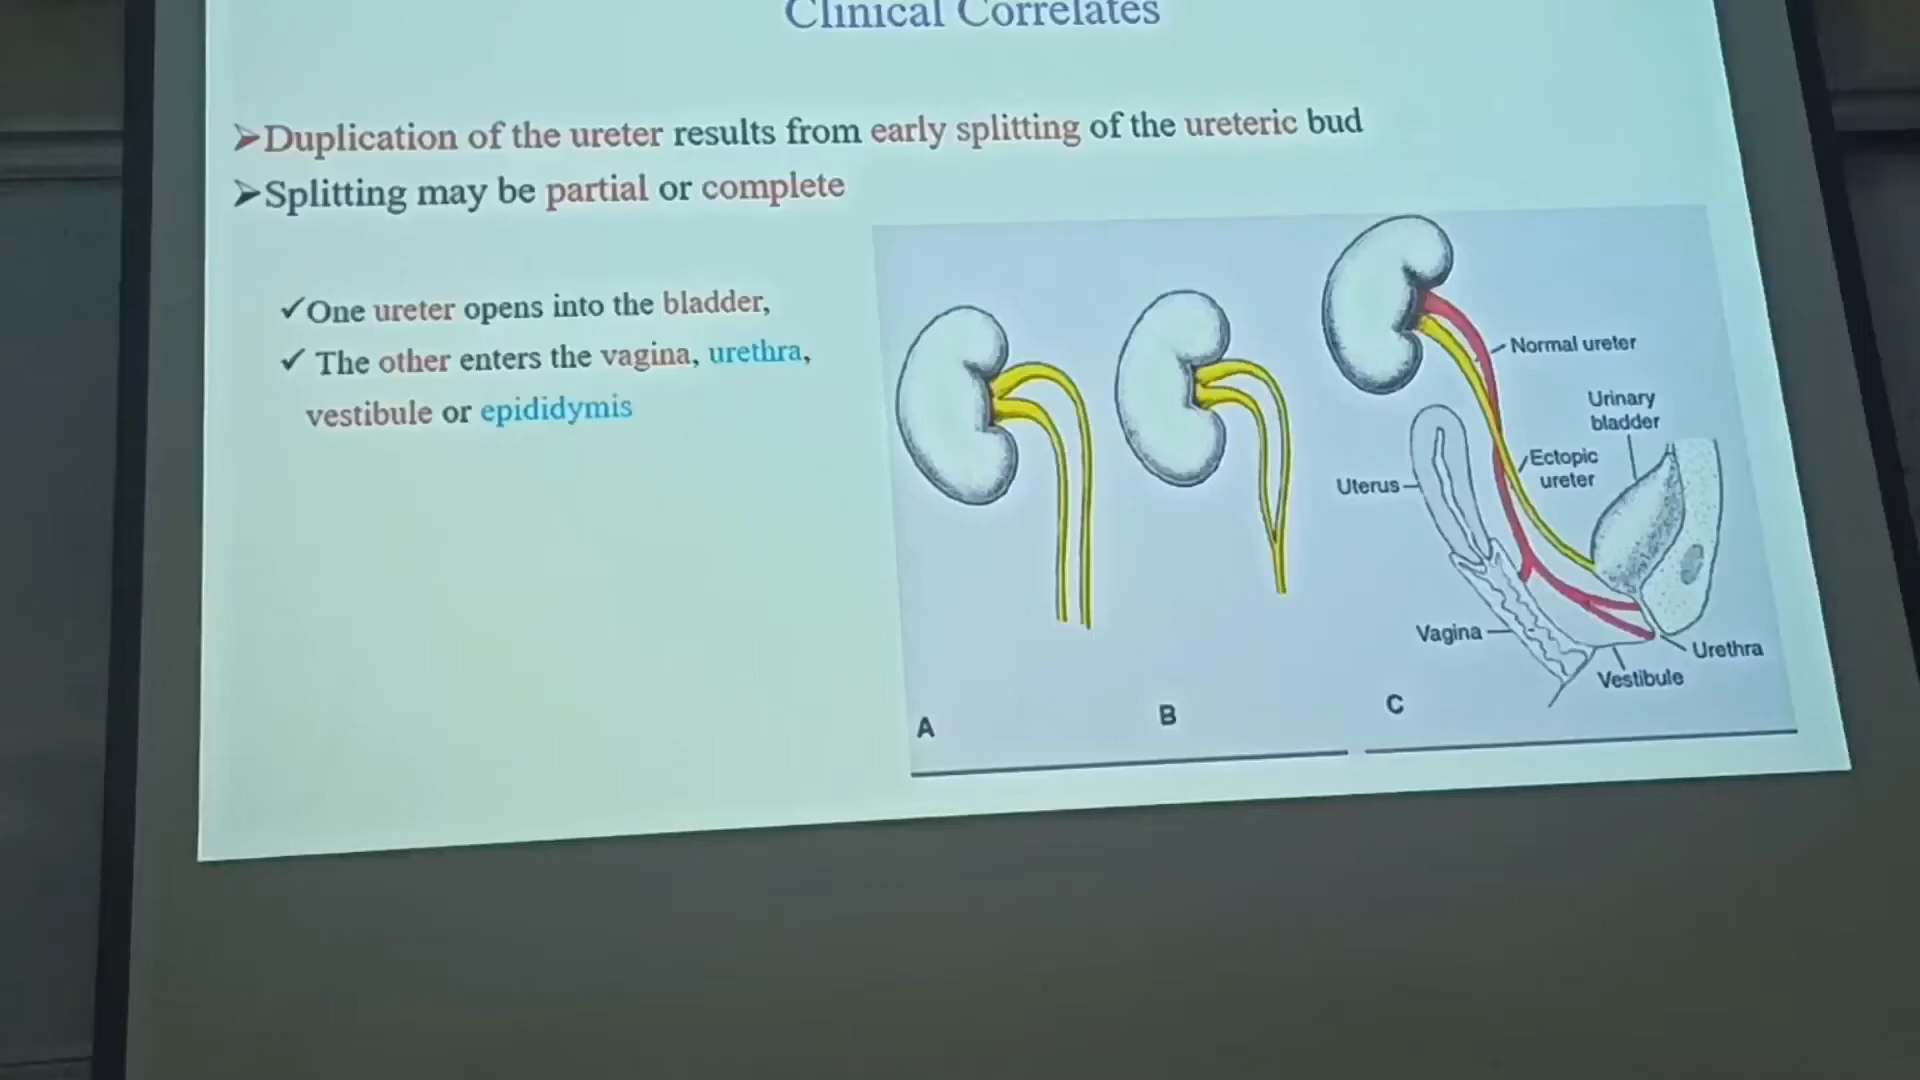 Clinical Correlates
➢Duplication of the ureter results from early splitting of the ureteric bud
➢Splitting may be partial or complete
✓One ureter opens into the bladder,
✓ The other enters the vagina, urethra,
vestibule or epididymis
Normal ureter
Urinary
bladder
Ectopic
ureter
Uterus
Vagina
Urethra
Vestibule
A
B
C